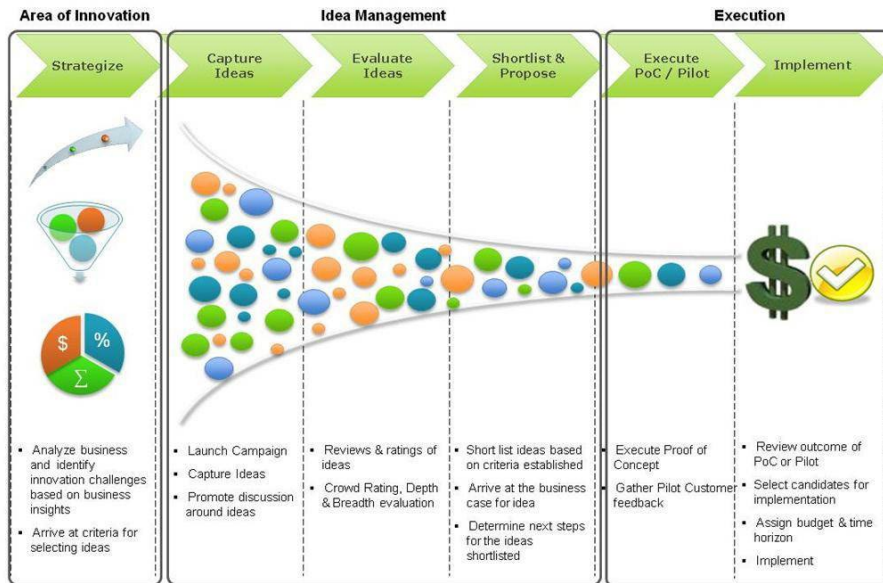 Area of Innovation
Idea Management
Execution
Strategize
Capture
Ideas
Evaluate
Ideas
Shortlist &
Propose
Execute
PoC / Pilot
Implement
$
%
∑
$
▪ Analyze business
and identify
innovation challenges
based on business
insights
▪ Arrive at criteria for
selecting ideas
▪ Launch Campaign
▪ Capture Ideas
▪ Promote discussion
around ideas
▪ Reviews & ratings of
ideas
▪ Crowd Rating, Depth
& Breadth evaluation
▪ Short list ideas based
on criteria established
▪ Arrive at the business
case for idea
▪ Determine next steps
for the ideas
shortlisted
▪ Execute Proof of
Concept
▪ Gather Pilot Customer
feedback
▪ Review outcome of
PoC or Pilot
▪ Select candidates for
implementation
▪ Assign budget & time
horizon
▪ Implement